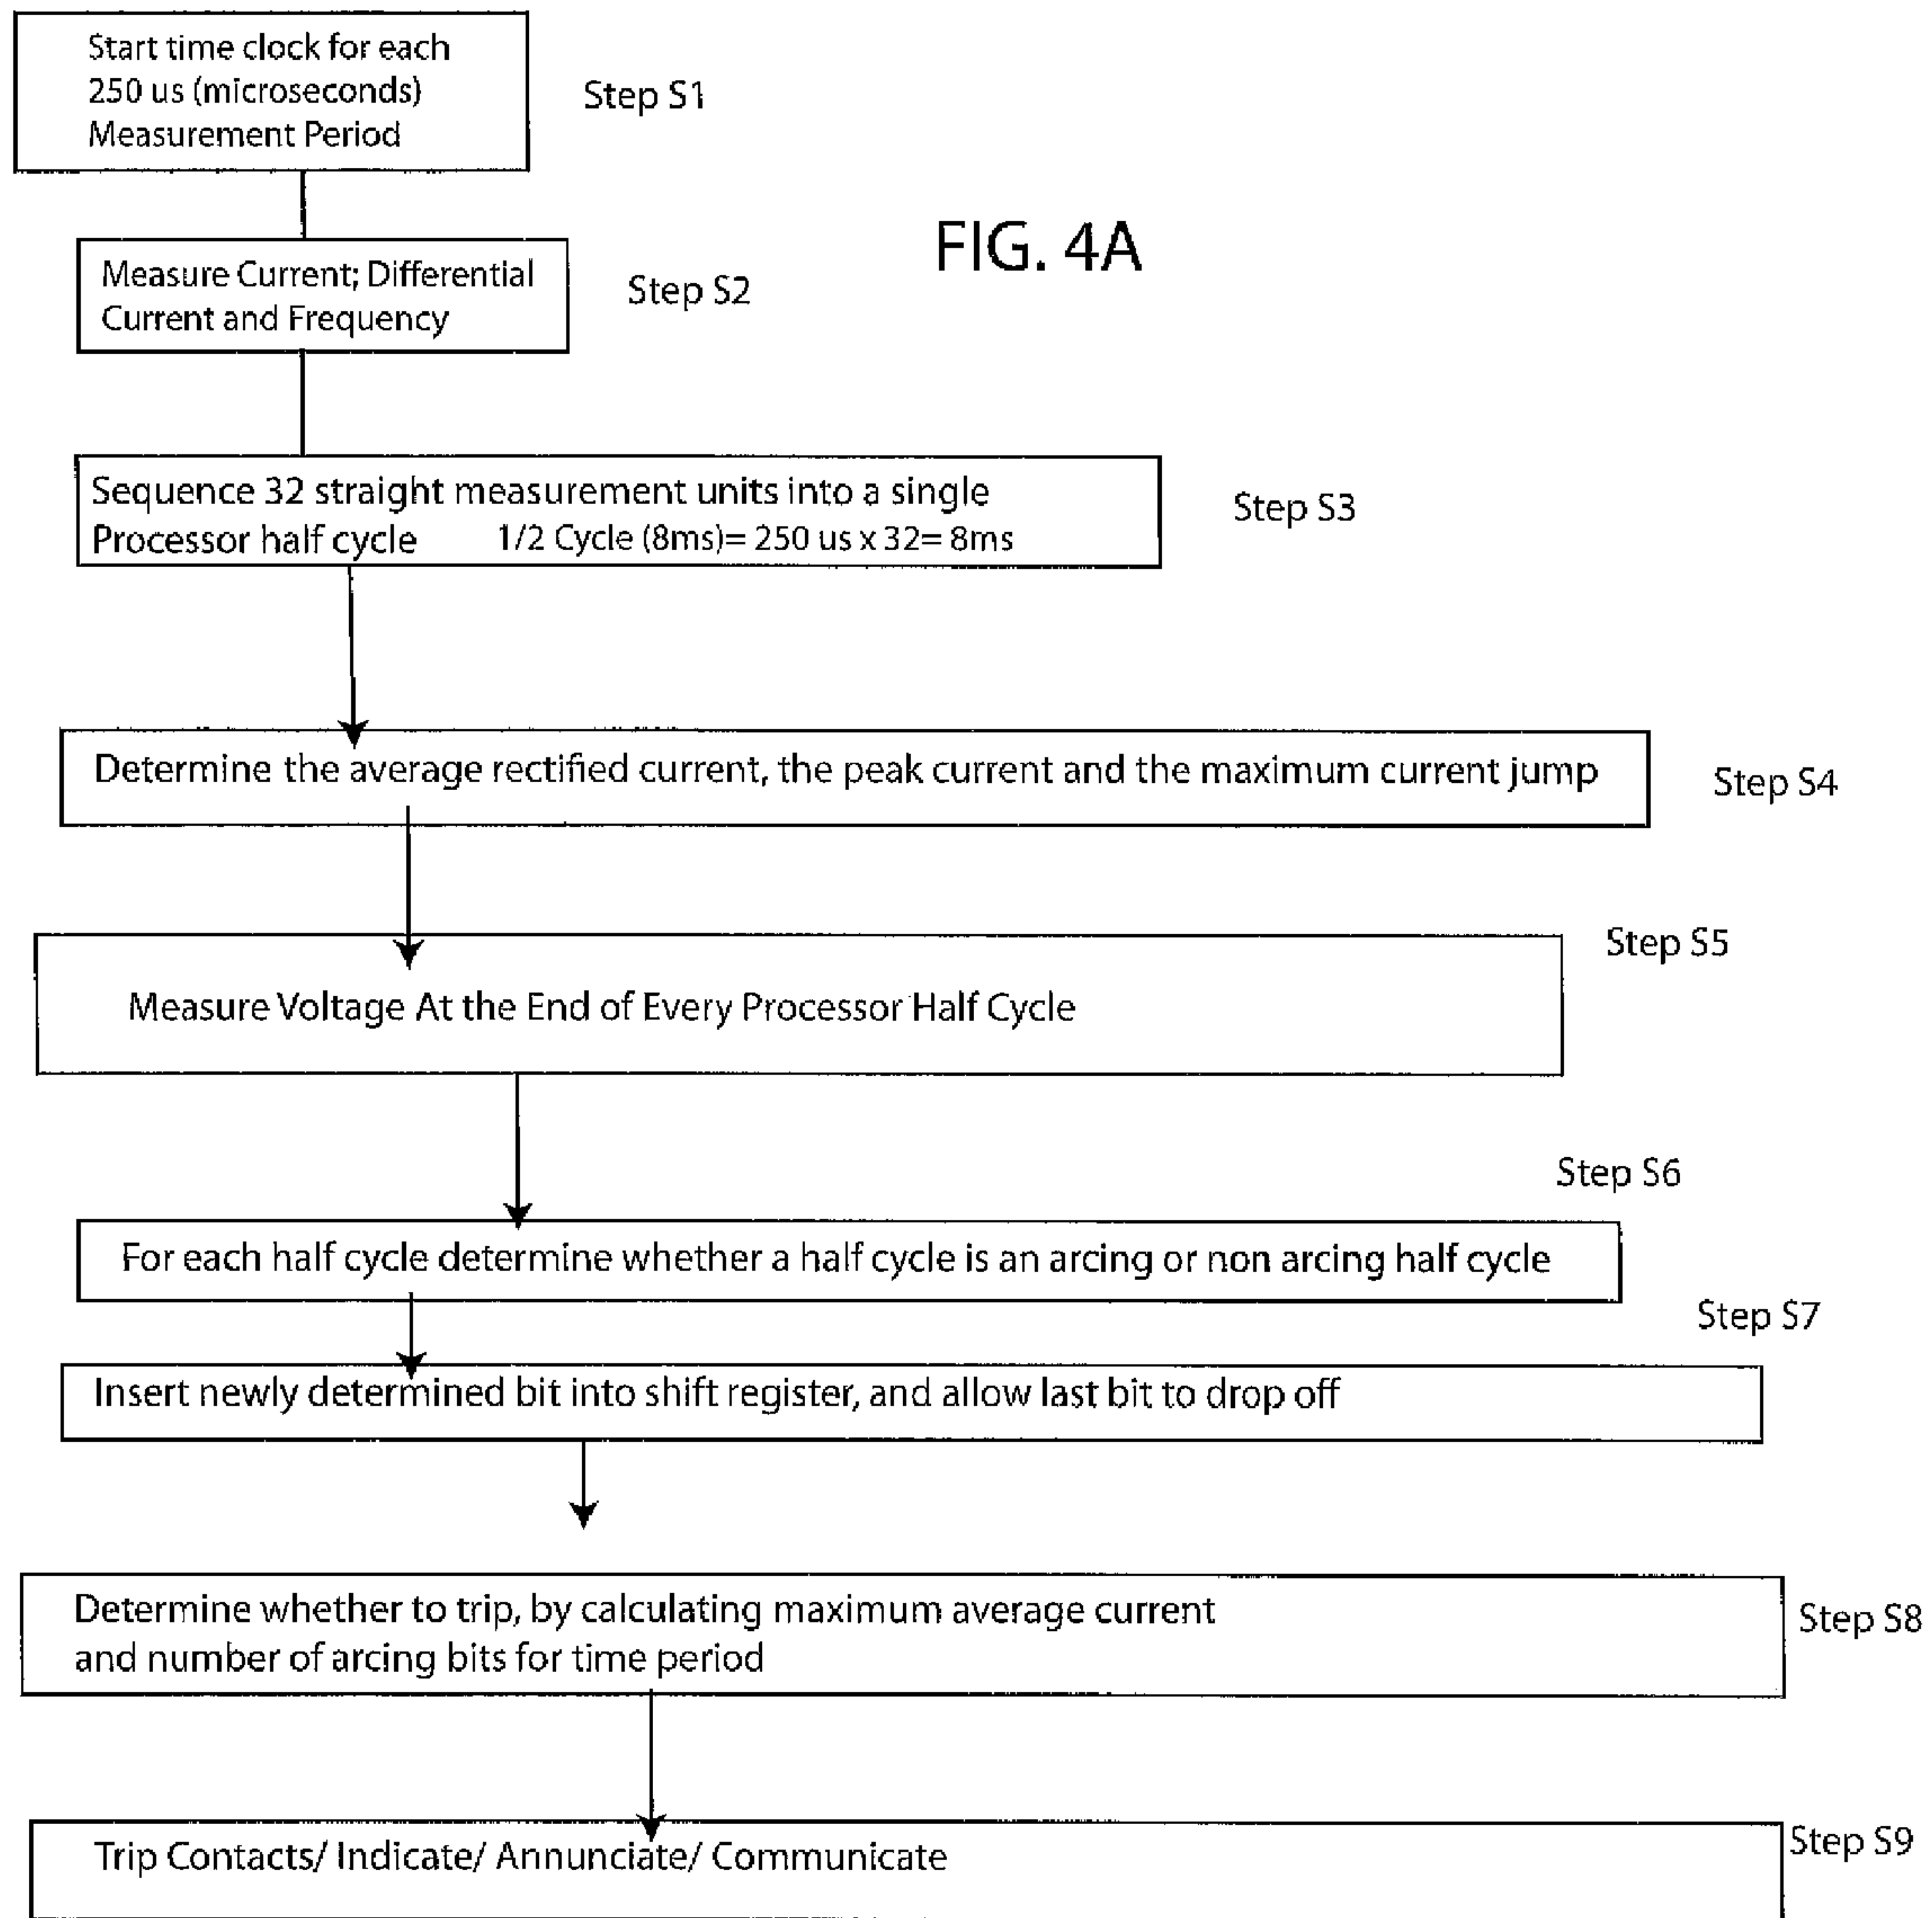 Start time clock for each
250 us (microseconds)
Measurement Period
Step S1
FIG. 4A
Measure Current; Differential
Current and Frequency
Step S2
Sequence 32 straight measurement units into a single
Processor half cycle 1/2 Cycle (8ms)= 250 us x 32= 8ms
Step S3
Determine the average rectified current, the peak current and the maximum current jump
Step S4
Step S5
Measure Voltage At the End of Every Processor Half Cycle
Step S6
For each half cycle determine whether a half cycle is an arcing or non arcing half cycle
Step S7
Insert newly determined bit into shift register, and allow last bit to drop off
Determine whether to trip, by calculating maximum average current
and number of arcing bits for time period
Step S8
Trip Contacts/ Indicate/ Annunciate/ Communicate
Step S9